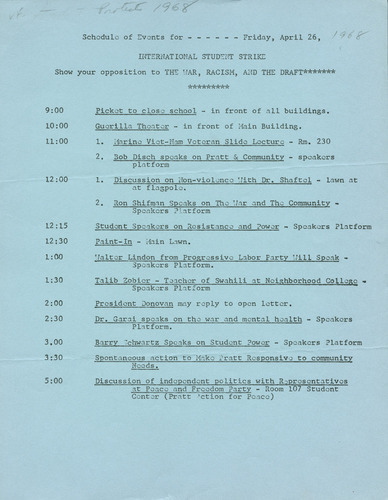 Protests 1968
Schedule of Events for - - - - - - Friday, April 26, 1968
INTERNATIONAL STUDENT STRIKE
Show your opposition to THE WAR, RACISM, AND THE DRAFT*******
*********
9:00 Picket to close school - in front of all buildings.
10:00 Guerilla Theater - in front of Main Building.
11:00 1. Marine Viet-Nam Veteran Slide Lecture - Rm. 230
2. Bob Disch speaks on Pratt & Community - speakers
platform
12:00 1. Discussion on Non-violence With Dr. Shaftel - lawn at
at flagpole.
2. Ron Shifman Speaks on The War and The Community -
Speakers Platform
12:15 Student Speakers on Resistance and Power - Speakers Platform
12:30 Paint-In - Main Lawn.
1:00 Walter Lindon from Progressive Labor Party Will Speak -
Speakers Platform.
1:30 Talib Zobier - Teacher of Swahili at Neighborhood College -
Speakers Platform
2:00 President Donovan may reply to open letter.
2:30 Dr. Garai speaks on the war and mental health - Speakers
Platform.
3,00 Barry Schwartz Speaks on Student Power - Speakers Platform
3:30 Spontaneous action to Make Pratt Responsive to community
Needs.
5:00 Discussion of independent politics with Representatives
at Peace and Freedom Party - Room 107 Student
Center (Pratt Action for Peace)